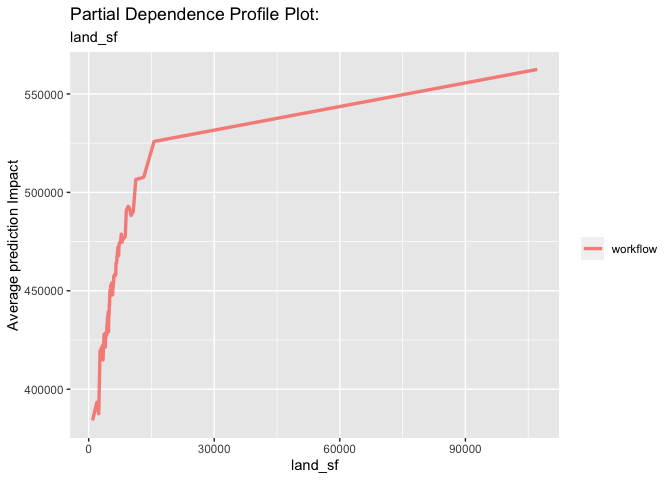 Partial Dependence Profile Plot:
land_sf
Average prediction Impact
550000
500000
450000
400000
0
30000
60000
90000
land_sf
workflow